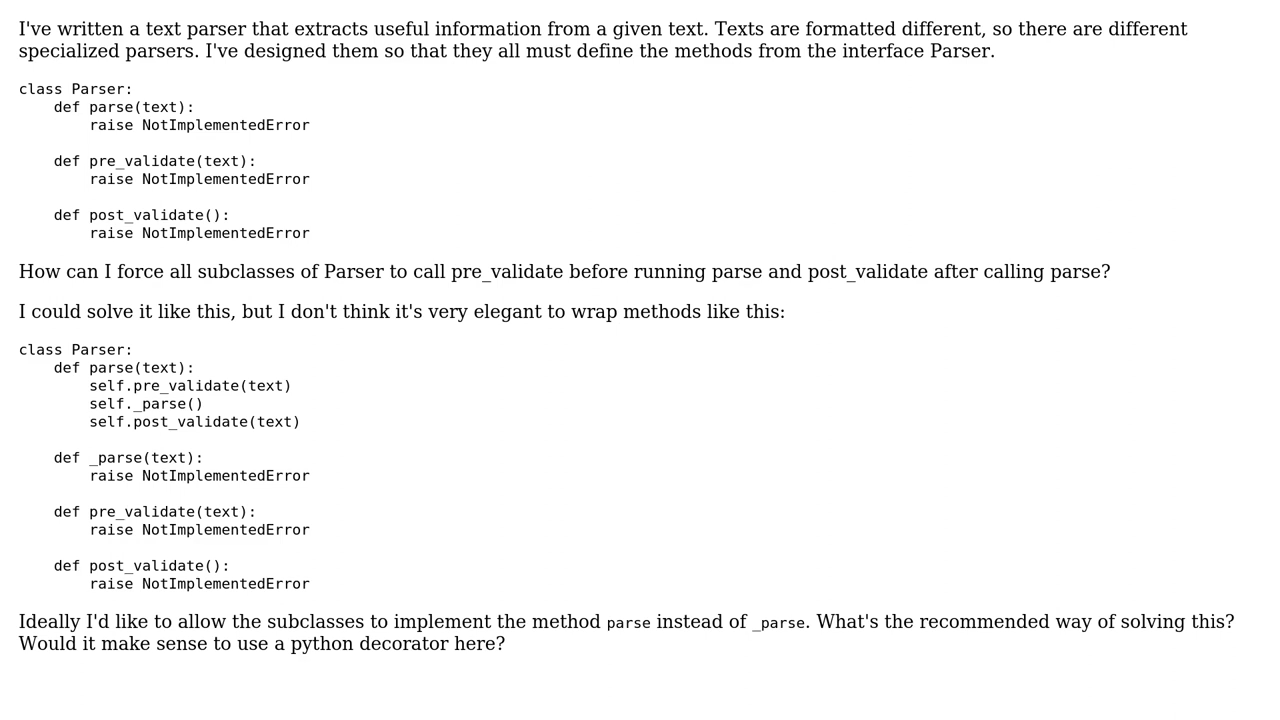 I've written a text parser that extracts useful information from a given text. Texts are formatted different, so there are different
specialized parsers. I've designed them so that they all must define the methods from the interface Parser.
class Parser:
    def parse(text):
        raise NotImplementedError
    def pre_validate(text):
        raise NotImplementedError
    def post_validate():
        raise NotImplementedError
How can I force all subclasses of Parser to call pre_validate before running parse and post_validate after calling parse?
I could solve it like this, but I don't think it's very elegant to wrap methods like this:
class Parser:
    def parse(text):
        self.pre_validate(text)
        self._parse()
        self.post_validate(text)
    def _parse(text):
        raise NotImplementedError
    def pre_validate(text):
        raise NotImplementedError
    def post_validate():
        raise NotImplementedError
Ideally I'd like to allow the subclasses to implement the method parse instead of _parse. What's the recommended way of solving this?
Would it make sense to use a python decorator here?